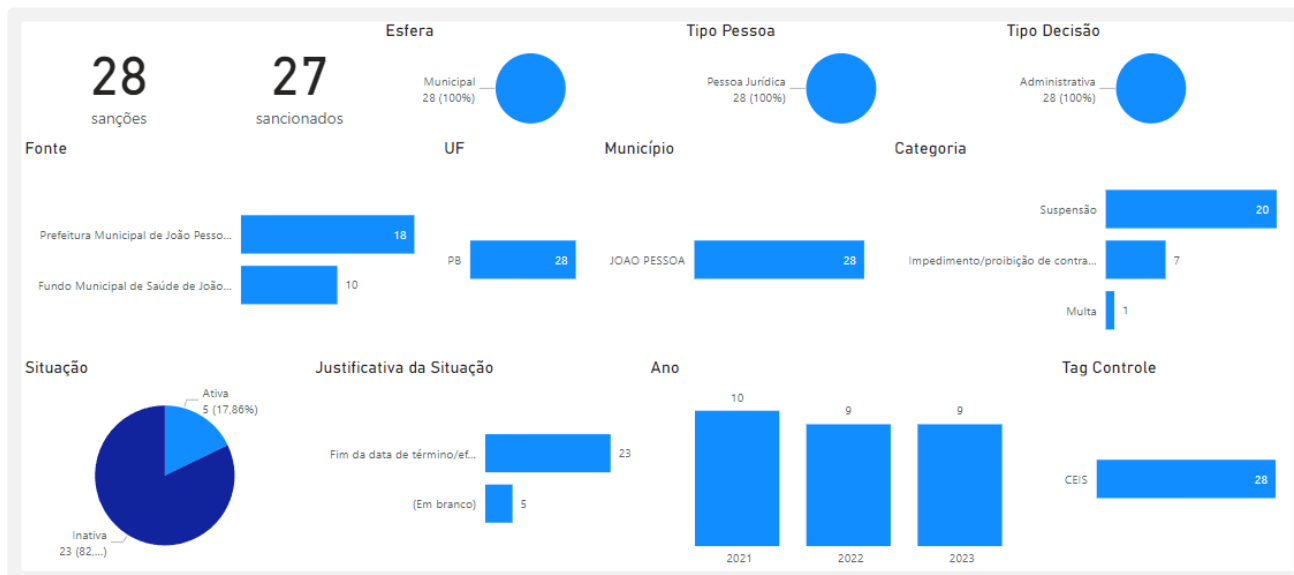 28
sanções
27
sancionados
Esfera
Municipal
28 (100%)
Tipo Pessoa
Pessoa Jurídica
28 (100%)
Tipo Decisão
Administrativa
28 (100%)
Fonte
Prefeitura Municipal de João Pesso...
18
Fundo Municipal de Saúde de João...
10
UF
PB
28
Município
JOAO PESSOA
28
Categoria
Suspensão
20
Impedimento/proibição de contra...
7
Multa
1
Situação
Ativa
5 (17,86%)
Inativa
23 (82,...)
Justificativa da Situação
Fim da data de término/ef...
23
(Em branco)
5
Ano
10
9
9
2021
2022
2023
Tag Controle
CEIS
28